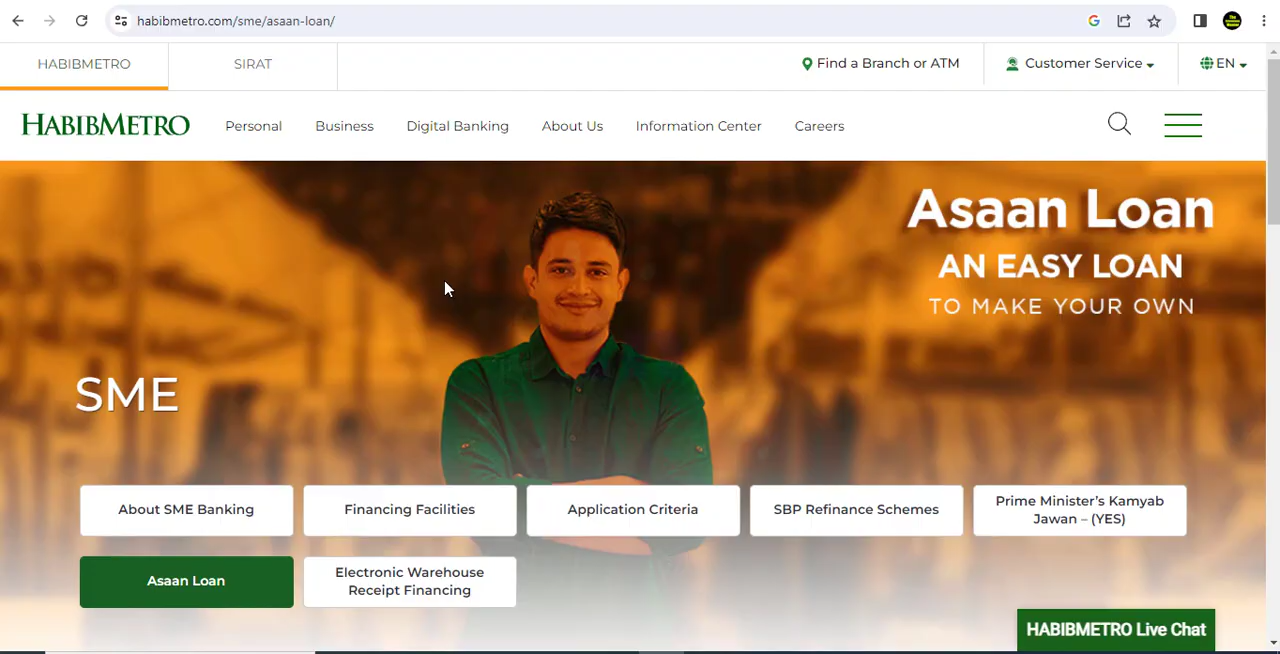 habibmetro.com/sme/asaan-loan/
HABIBMETRO
SIRAT
Find a Branch or ATM
Customer Service
EN
HABIBMETRO
Personal
Business
Digital Banking
About Us
Information Center
Careers
Asaan Loan
AN EASY LOAN
TO MAKE YOUR OWN
SME
About SME Banking
Financing Facilities
Application Criteria
SBP Refinance Schemes
Prime Minister’s Kamyab
Jawan – (YES)
Asaan Loan
Electronic Warehouse
Receipt Financing
HABIBMETRO Live Chat